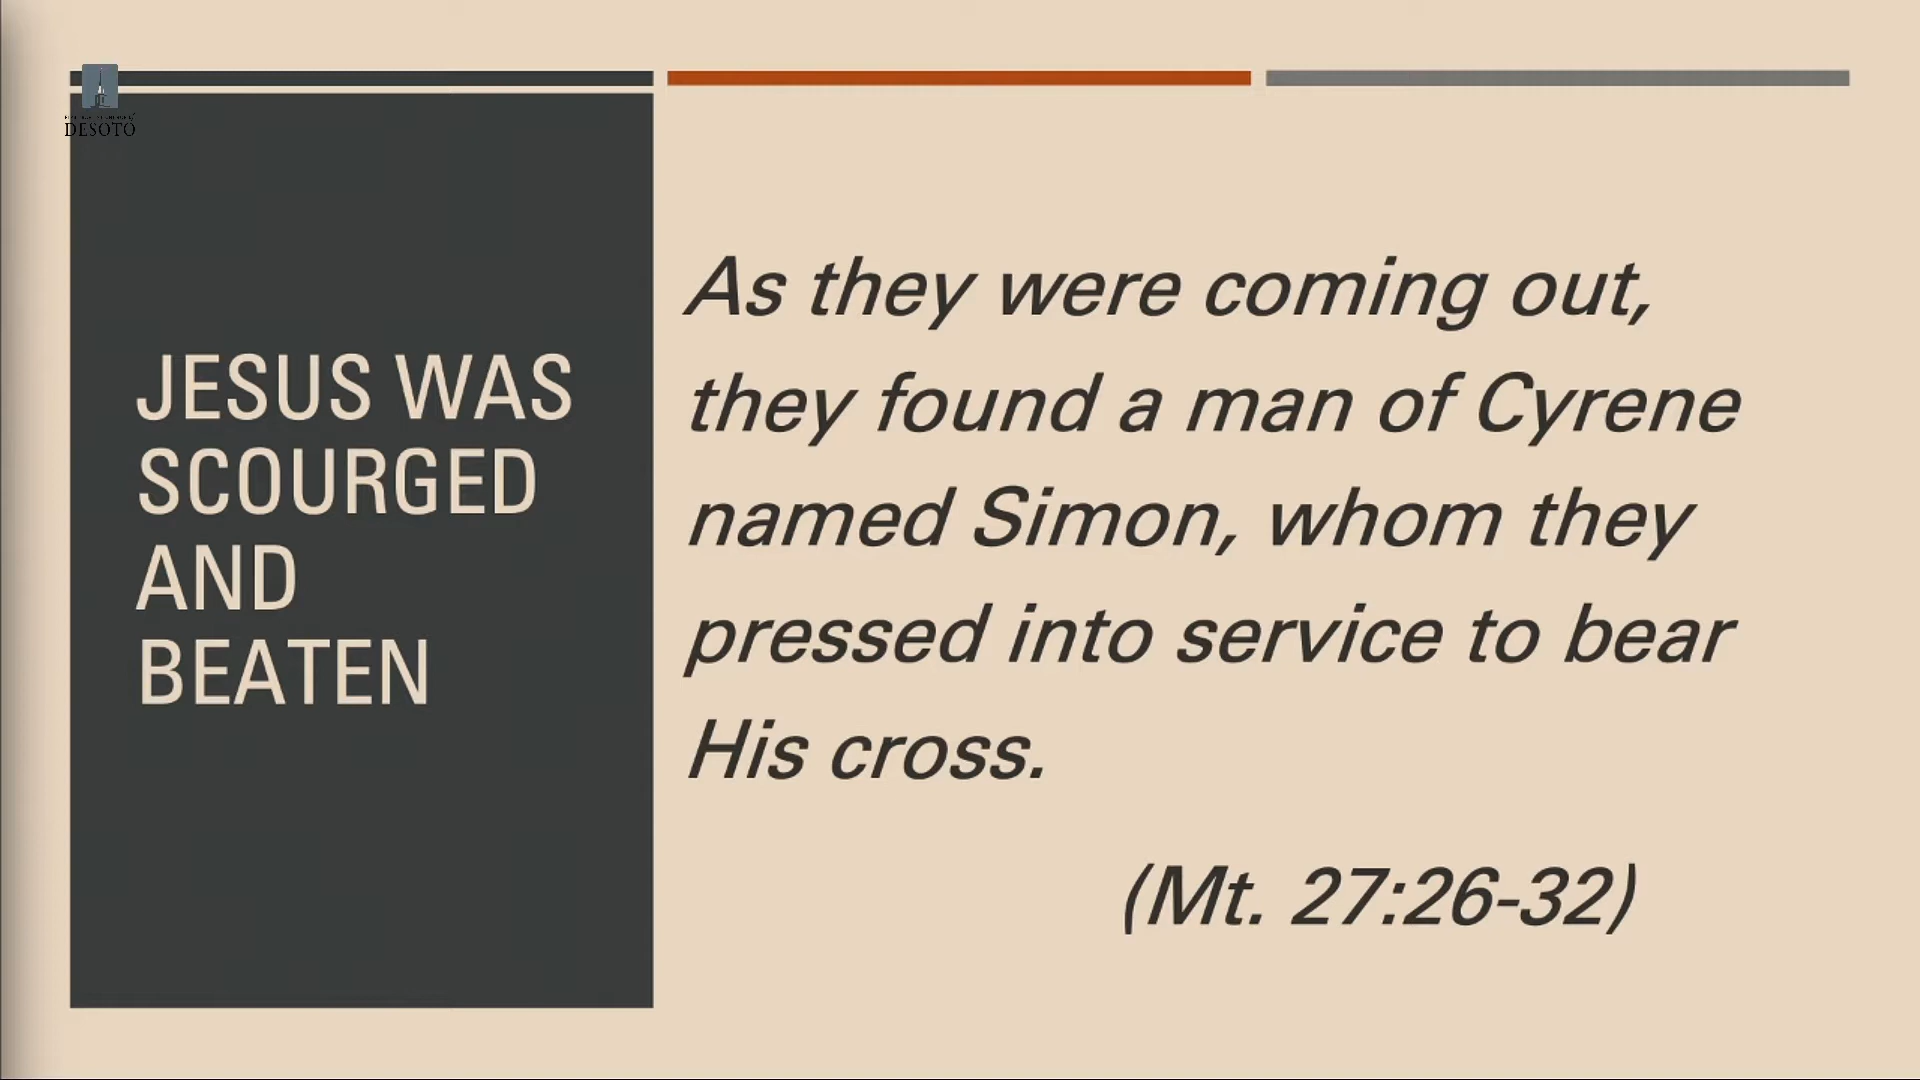 DESOTO
JESUS WAS
SCOURGED
AND
BEATEN
As they were coming out,
they found a man of Cyrene
named Simon, whom they
pressed into service to bear
His cross.
(Mt. 27:26-32)